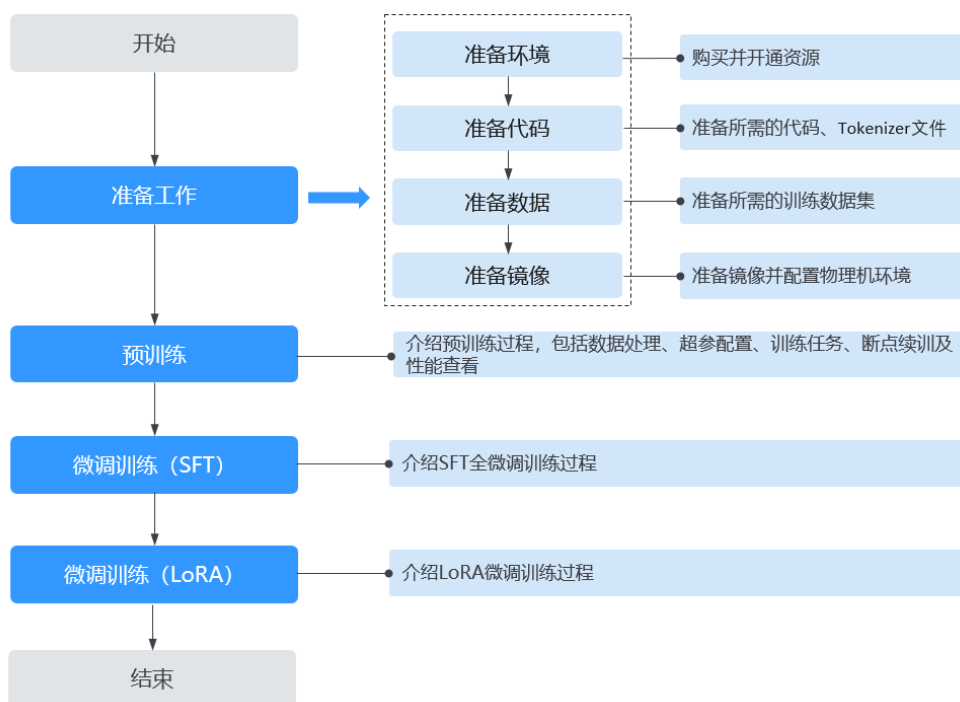 开始
准备工作
准备环境
购买并开通资源
准备代码
准备所需的代码、Tokenizer文件
准备数据
准备所需的训练数据集
准备镜像
准备镜像并配置物理机环境
预训练
介绍预训练过程，包括数据处理、超参配置、训练任务、断点续训及
性能查看
微调训练（SFT）
介绍SFT全微调训练过程
微调训练（LoRA）
介绍LoRA微调训练过程
结束